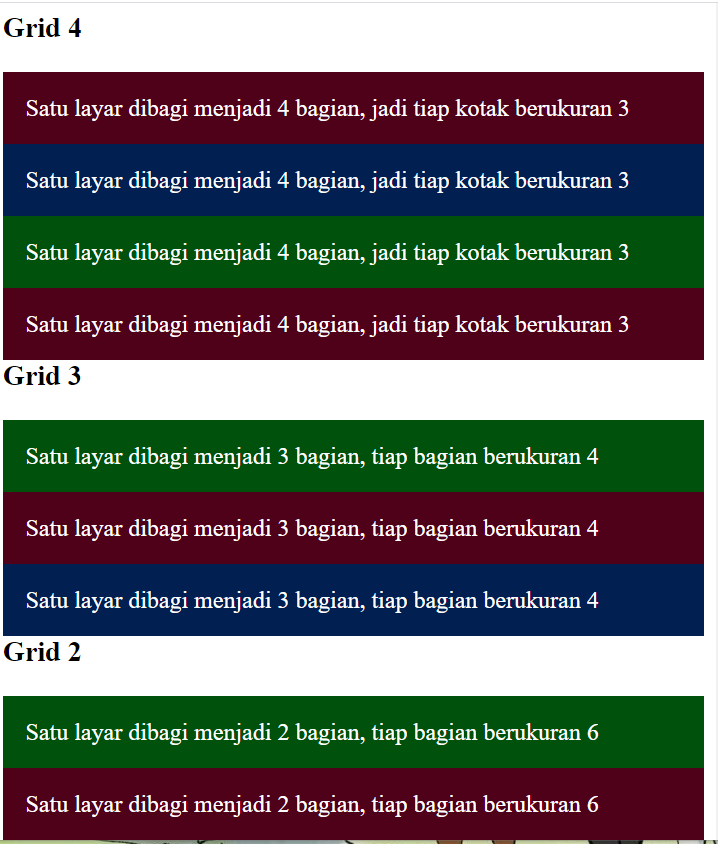 Grid 4
Satu layar dibagi menjadi 4 bagian, jadi tiap kotak berukuran 3
Satu layar dibagi menjadi 4 bagian, jadi tiap kotak berukuran 3
Satu layar dibagi menjadi 4 bagian, jadi tiap kotak berukuran 3
Satu layar dibagi menjadi 4 bagian, jadi tiap kotak berukuran 3
Grid 3
Satu layar dibagi menjadi 3 bagian, tiap bagian berukuran 4
Satu layar dibagi menjadi 3 bagian, tiap bagian berukuran 4
Satu layar dibagi menjadi 3 bagian, tiap bagian berukuran 4
Grid 2
Satu layar dibagi menjadi 2 bagian, tiap bagian berukuran 6
Satu layar dibagi menjadi 2 bagian, tiap bagian berukuran 6